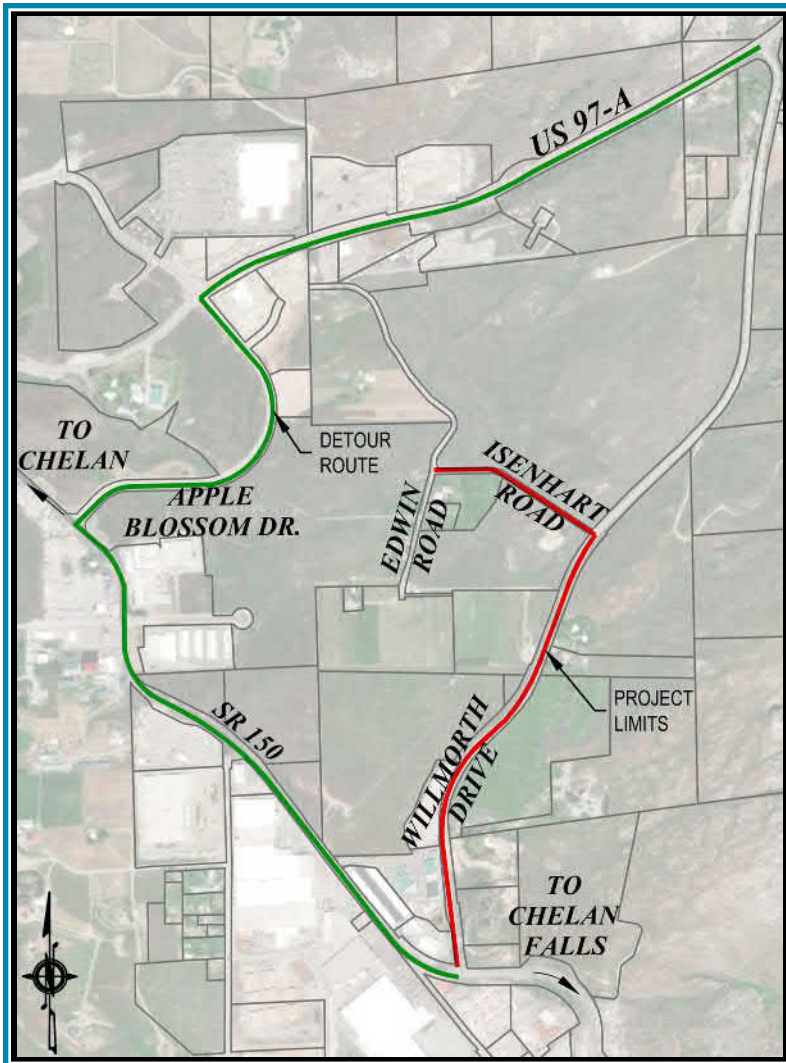 US 97-A
TO
CHELAN
DETOUR
ROUTE
APPLE
BLOSSOM DR.
ISENHART
ROAD
EDWIN
ROAD
PROJECT
LIMITS
SR 150
WILLMORTH
DRIVE
TO
CHELAN
FALLS